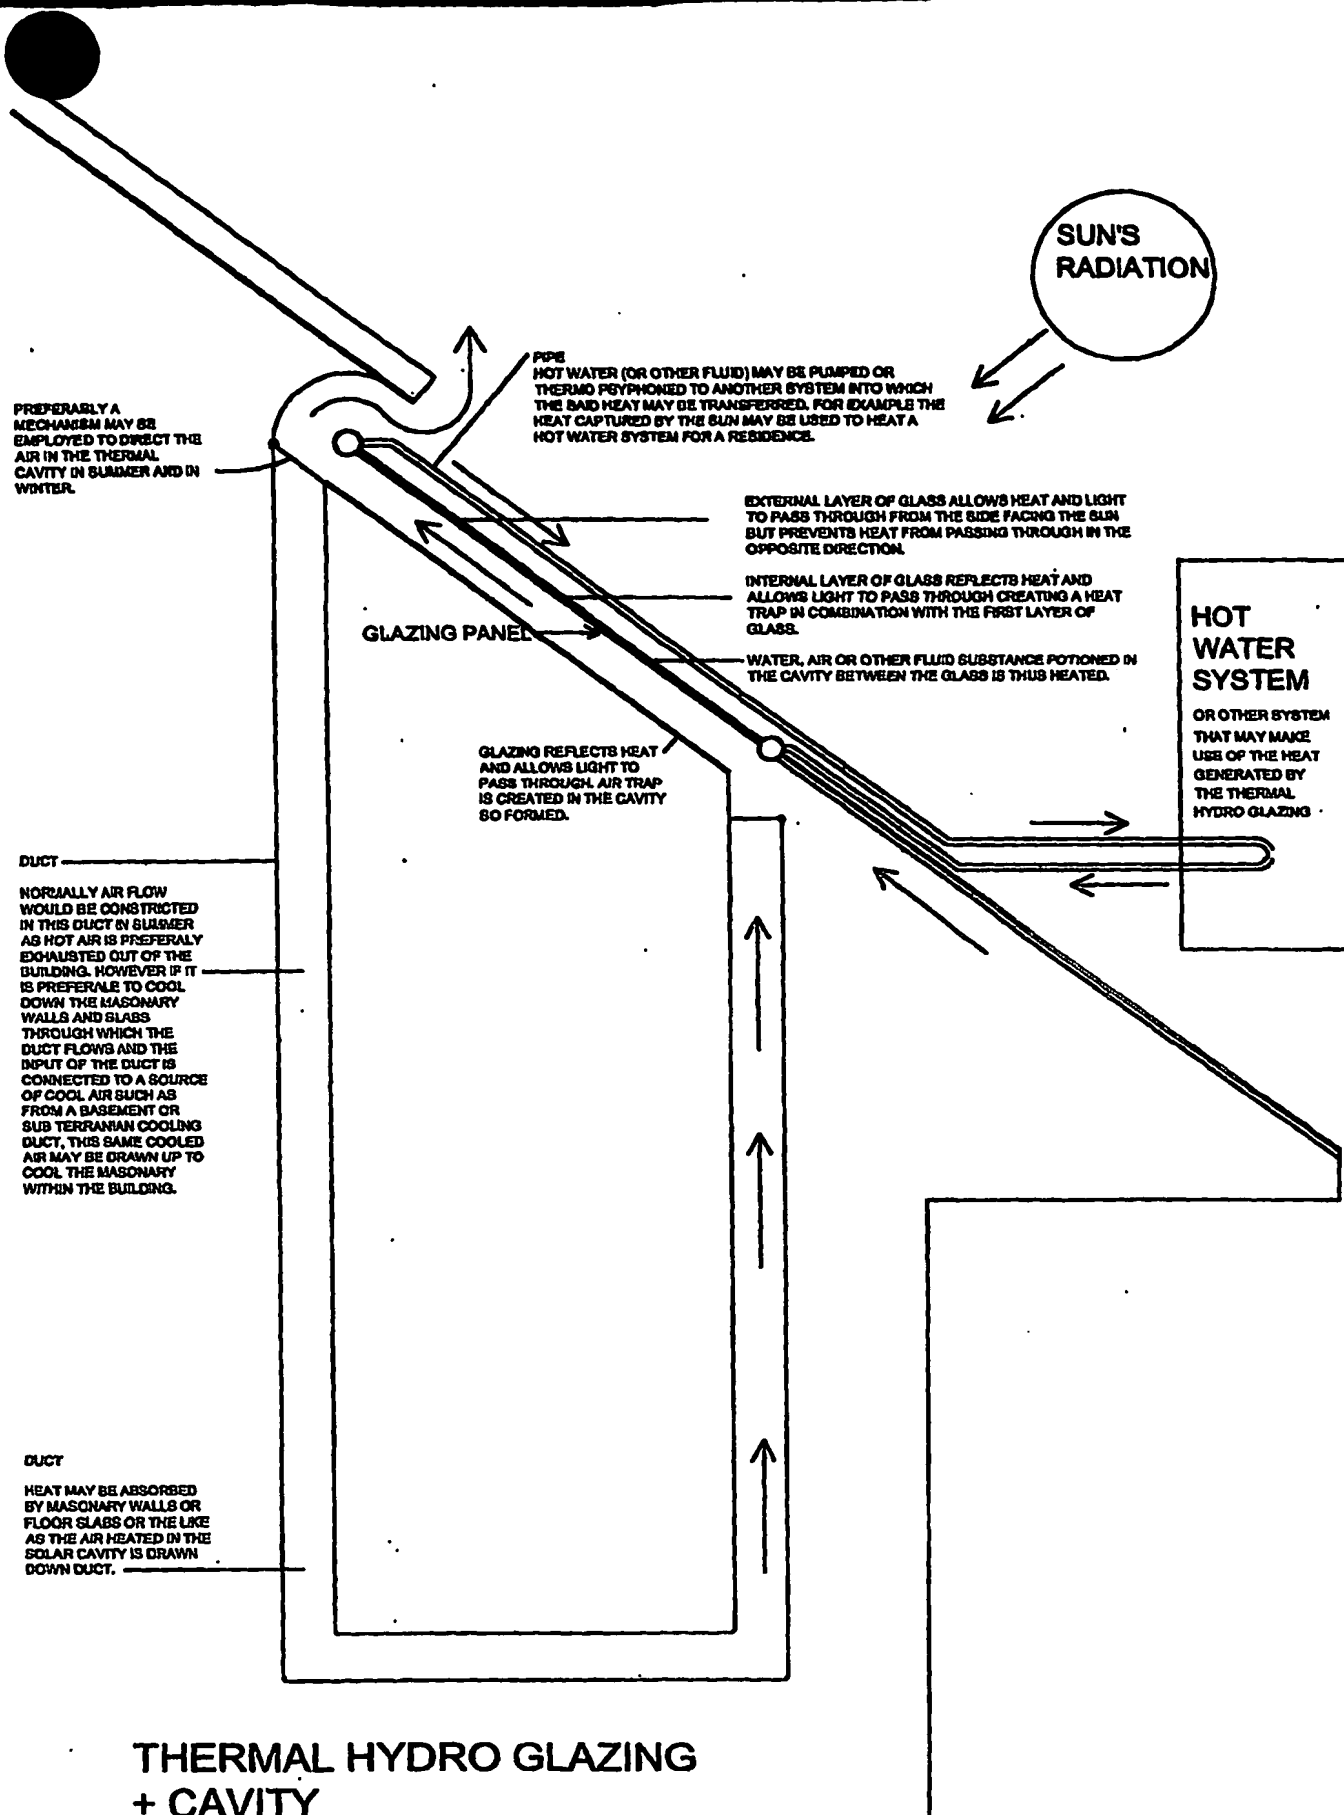 SUN'S
RADIATION
PIPE
HOT WATER (OR OTHER FLUID) MAY BE PUMPED OR
THERMO PSYPHONED TO ANOTHER SYSTEM INTO WHICH
THE SAID HEAT MAY BE TRANSFERRED. FOR EXAMPLE THE
HEAT CAPTURED BY THE SUN MAY BE USED TO HEAT A
HOT WATER SYSTEM FOR A RESIDENCE.
PREFERABLY A
MECHANISM MAY BE
EMPLOYED TO DIRECT THE
AIR IN THE THERMAL
CAVITY IN SUMMER AND IN
WINTER.
EXTERNAL LAYER OF GLASS ALLOWS HEAT AND LIGHT
TO PASS THROUGH FROM THE SIDE FACING THE SUN
BUT PREVENTS HEAT FROM PASSING THROUGH IN THE
OPPOSITE DIRECTION.
INTERNAL LAYER OF GLASS REFLECTS HEAT AND
ALLOWS LIGHT TO PASS THROUGH CREATING A HEAT
TRAP IN COMBINATION WITH THE FIRST LAYER OF
GLASS.
GLAZING PANEL
WATER, AIR OR OTHER FLUID SUBSTANCE POTIONED IN
THE CAVITY BETWEEN THE GLASS IS THUS HEATED.
HOT
WATER
SYSTEM
OR OTHER SYSTEM
THAT MAY MAKE
USE OF THE HEAT
GENERATED BY
THE THERMAL
HYDRO GLAZING
GLAZING REFLECTS HEAT
AND ALLOWS LIGHT TO
PASS THROUGH. AIR TRAP
IS CREATED IN THE CAVITY
SO FORMED.
DUCT
NORMALLY AIR FLOW
WOULD BE CONSTRICTED
IN THIS DUCT IN SUMMER
AS HOT AIR IS PREFERALY
EXHAUSTED OUT OF THE
BUILDING. HOWEVER IF IT
IS PREFERALE TO COOL
DOWN THE MASONARY
WALLS AND SLABS
THROUGH WHICH THE
DUCT FLOWS AND THE
INPUT OF THE DUCT IS
CONNECTED TO A SOURCE
OF COOL AIR SUCH AS
FROM A BASEMENT OR
SUB TERRANIAN COOLING
DUCT, THIS SAME COOLED
AIR MAY BE DRAWN UP TO
COOL THE MASONARY
WITHIN THE BUILDING.
DUCT
HEAT MAY BE ABSORBED
BY MASONARY WALLS OR
FLOOR SLABS OR THE LIKE
AS THE AIR HEATED IN THE
SOLAR CAVITY IS DRAWN
DOWN DUCT.
THERMAL HYDRO GLAZING
+ CAVITY